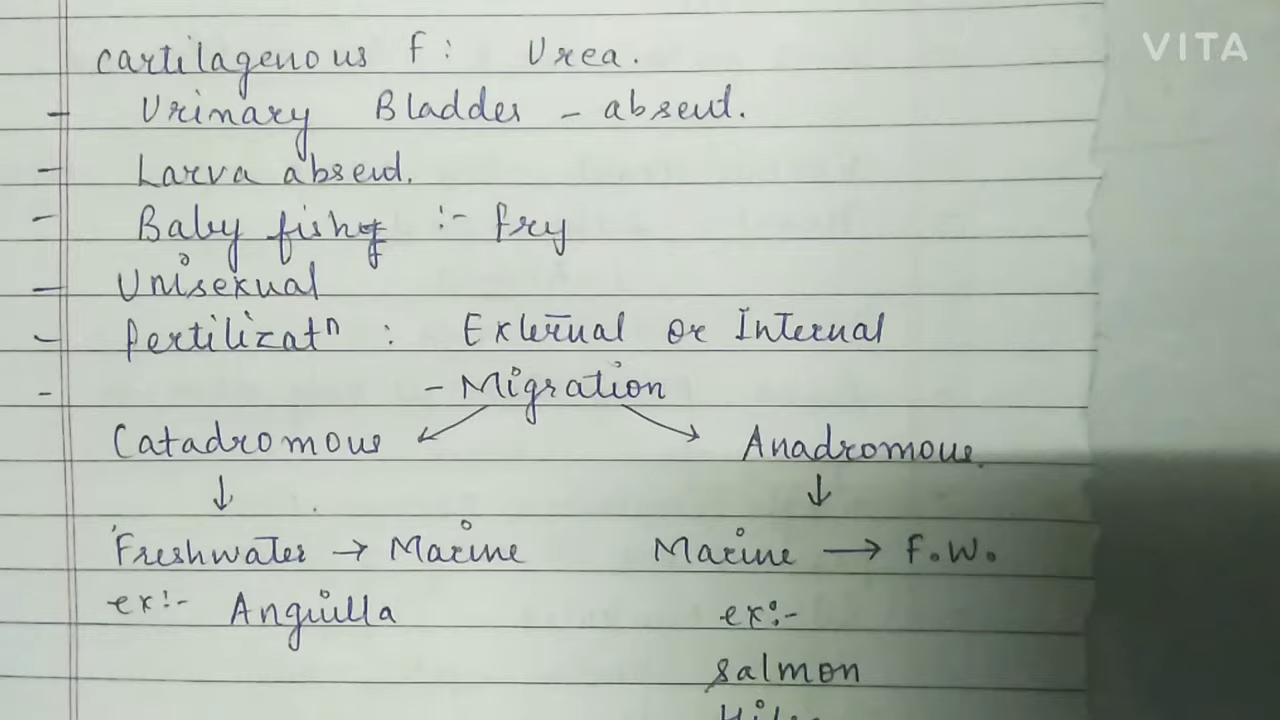 cartilagenous f: Urea.
VITA
- Urinary Bladder - absent.
- Larva absent.
- Baby fish :- fry
- Unisexual
- Fertilizatn : External or Internal
- - Migration
Catadromous Anadromous
↓ ↓
Freshwater → Marine Marine → F.W.
ex:- Anguilla ex:-
Salmon